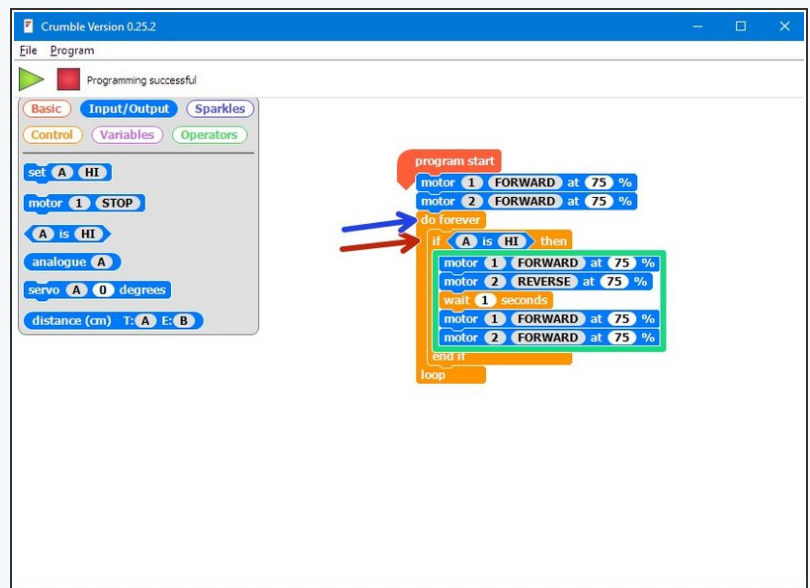 Crumble Version 0.25.2
File Program
Programming successful
Basic Input/Output Sparkles
Control Variables Operators
set A HI
motor 1 STOP
A is HI
analogue A
servo A 0 degrees
distance (cm) T: A E: B
program start
motor 1 FORWARD at 75 %
motor 2 FORWARD at 75 %
do forever
if A is HI then
motor 1 FORWARD at 75 %
motor 2 REVERSE at 75 %
wait 1 seconds
motor 1 FORWARD at 75 %
motor 2 FORWARD at 75 %
end if
loop